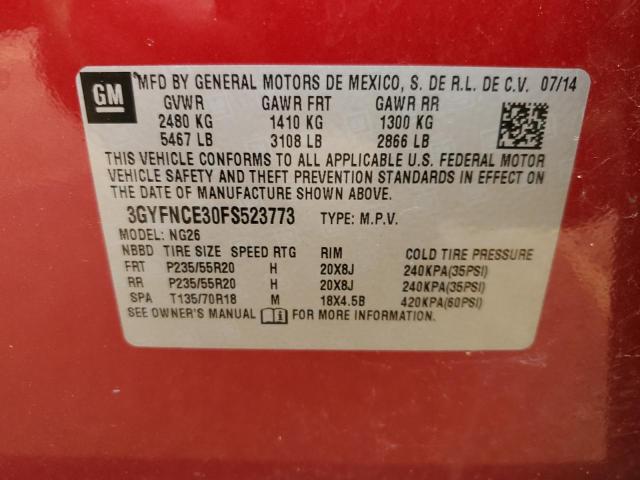 GM MFD BY GENERAL MOTORS DE MEXICO, S. DE R.L. DE C.V. 07/14
GVWR GAWR FRT GAWR RR
2480 KG 1410 KG 1300 KG
5467 LB 3108 LB 2866 LB
THIS VEHICLE CONFORMS TO ALL APPLICABLE U.S. FEDERAL MOTOR
VEHICLE SAFETY AND THEFT PREVENTION STANDARDS IN EFFECT ON
THE DATE OF MANUFACTURE SHOWN ABOVE.
3GYFNCE30FS523773 TYPE: M.P.V.
MODEL: NG26
NBBD TIRE SIZE SPEED RTG RIM COLD TIRE PRESSURE
FRT P235/55R20 H 20X8J 240KPA(35PSI)
RR P235/55R20 H 20X8J 240KPA(35PSI)
SPA T135/70R18 M 18X4.5B 420KPA(60PSI)
SEE OWNER'S MANUAL FOR MORE INFORMATION.